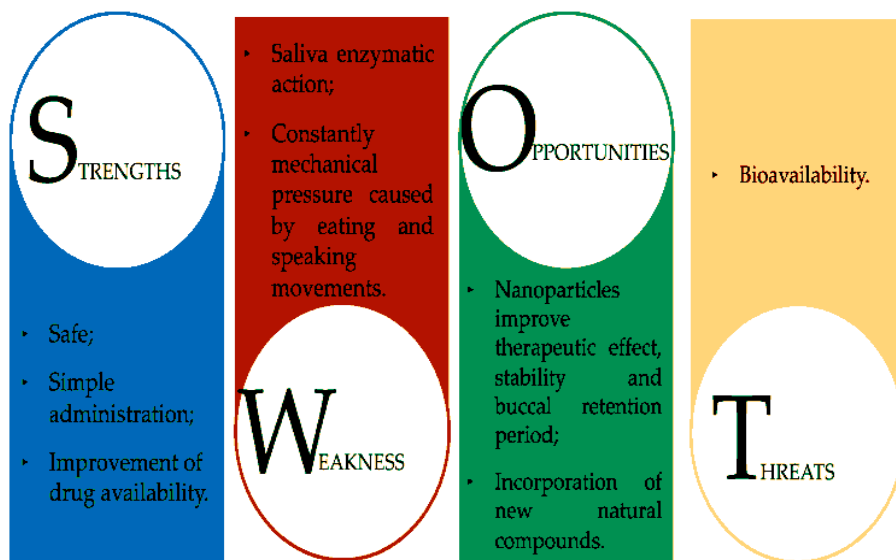 STRENGTHS
‣ Safe;
‣ Simple
administration;
‣ Improvement of
drug availability.
‣ Saliva enzymatic
action;
‣ Constantly
mechanical
pressure caused
by eating and
speaking
movements.
WEAKNESS
OPPORTUNITIES
‣ Nanoparticles
improve
therapeutic effect,
stability and
buccal retention
period;
‣ Incorporation of
new natural
compounds.
‣ Bioavailability.
THREATS